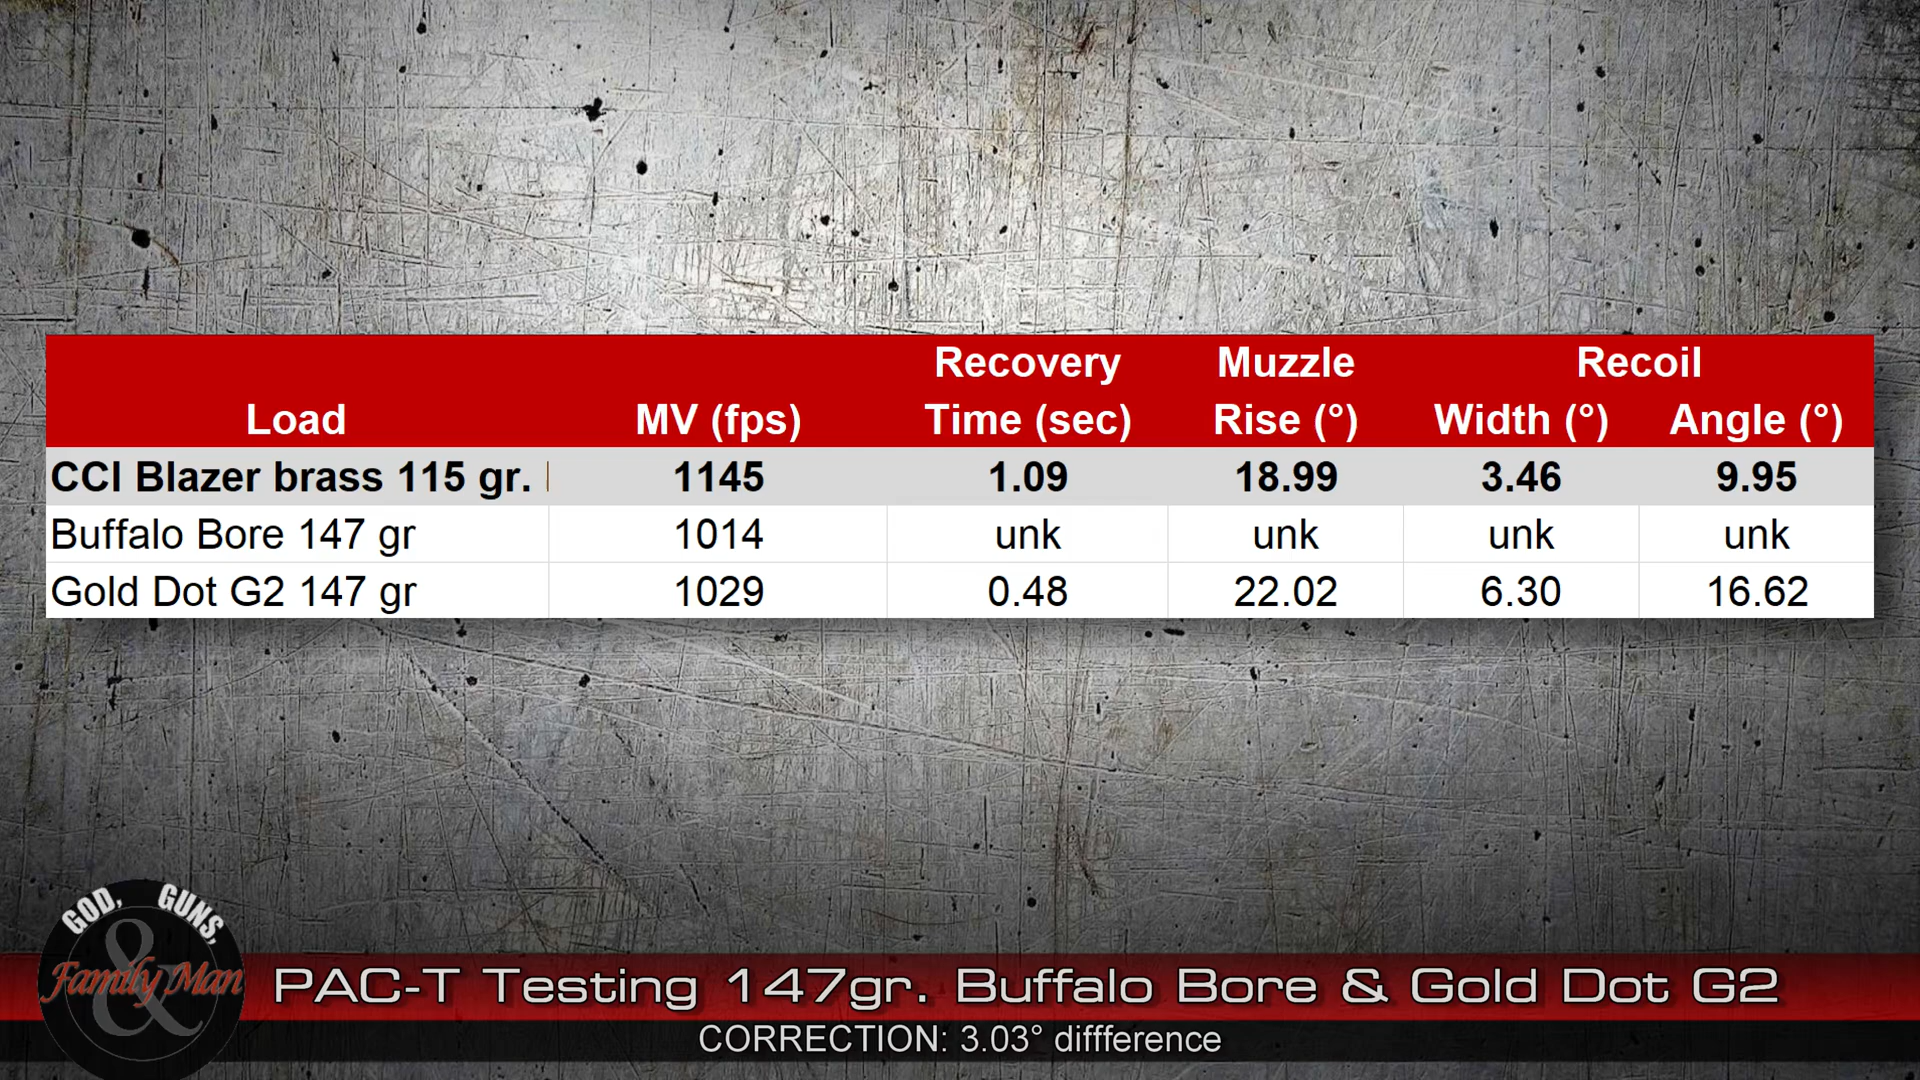 Recovery Muzzle Recoil
Load MV (fps) Time (sec) Rise (°) Width (°) Angle (°)
CCI Blazer brass 115 gr. 1145 1.09 18.99 3.46 9.95
Buffalo Bore 147 gr 1014 unk unk unk unk
Gold Dot G2 147 gr 1029 0.48 22.02 6.30 16.62
GOD, GUNS,
&
Family Man
PAC-T Testing 147gr. Buffalo Bore & Gold Dot G2
CORRECTION: 3.03° diffference